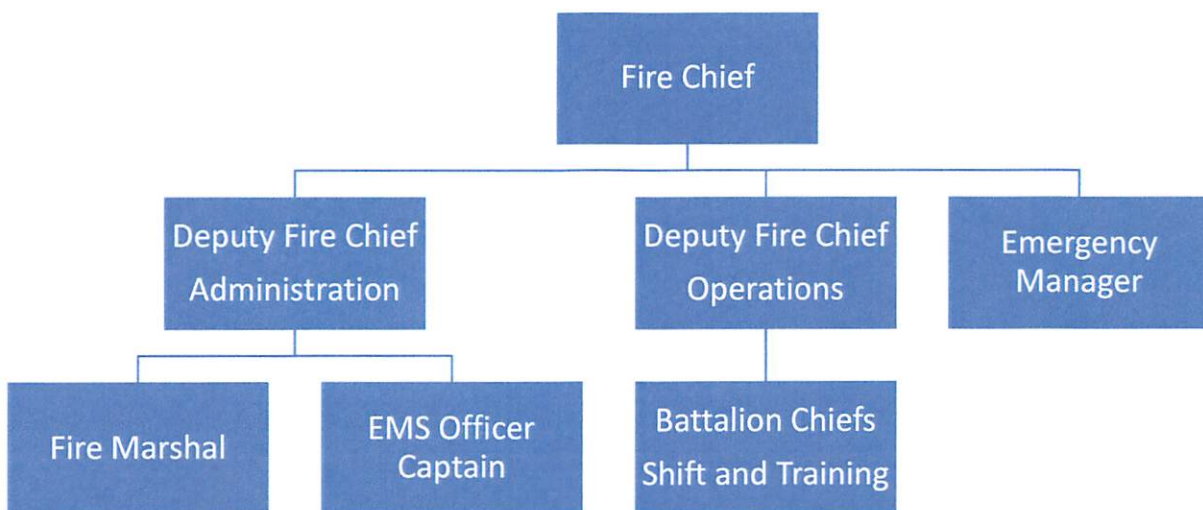 Fire Chief
Deputy Fire Chief
Administration
Deputy Fire Chief
Operations
Emergency
Manager
Fire Marshal
EMS Officer
Captain
Battalion Chiefs
Shift and Training